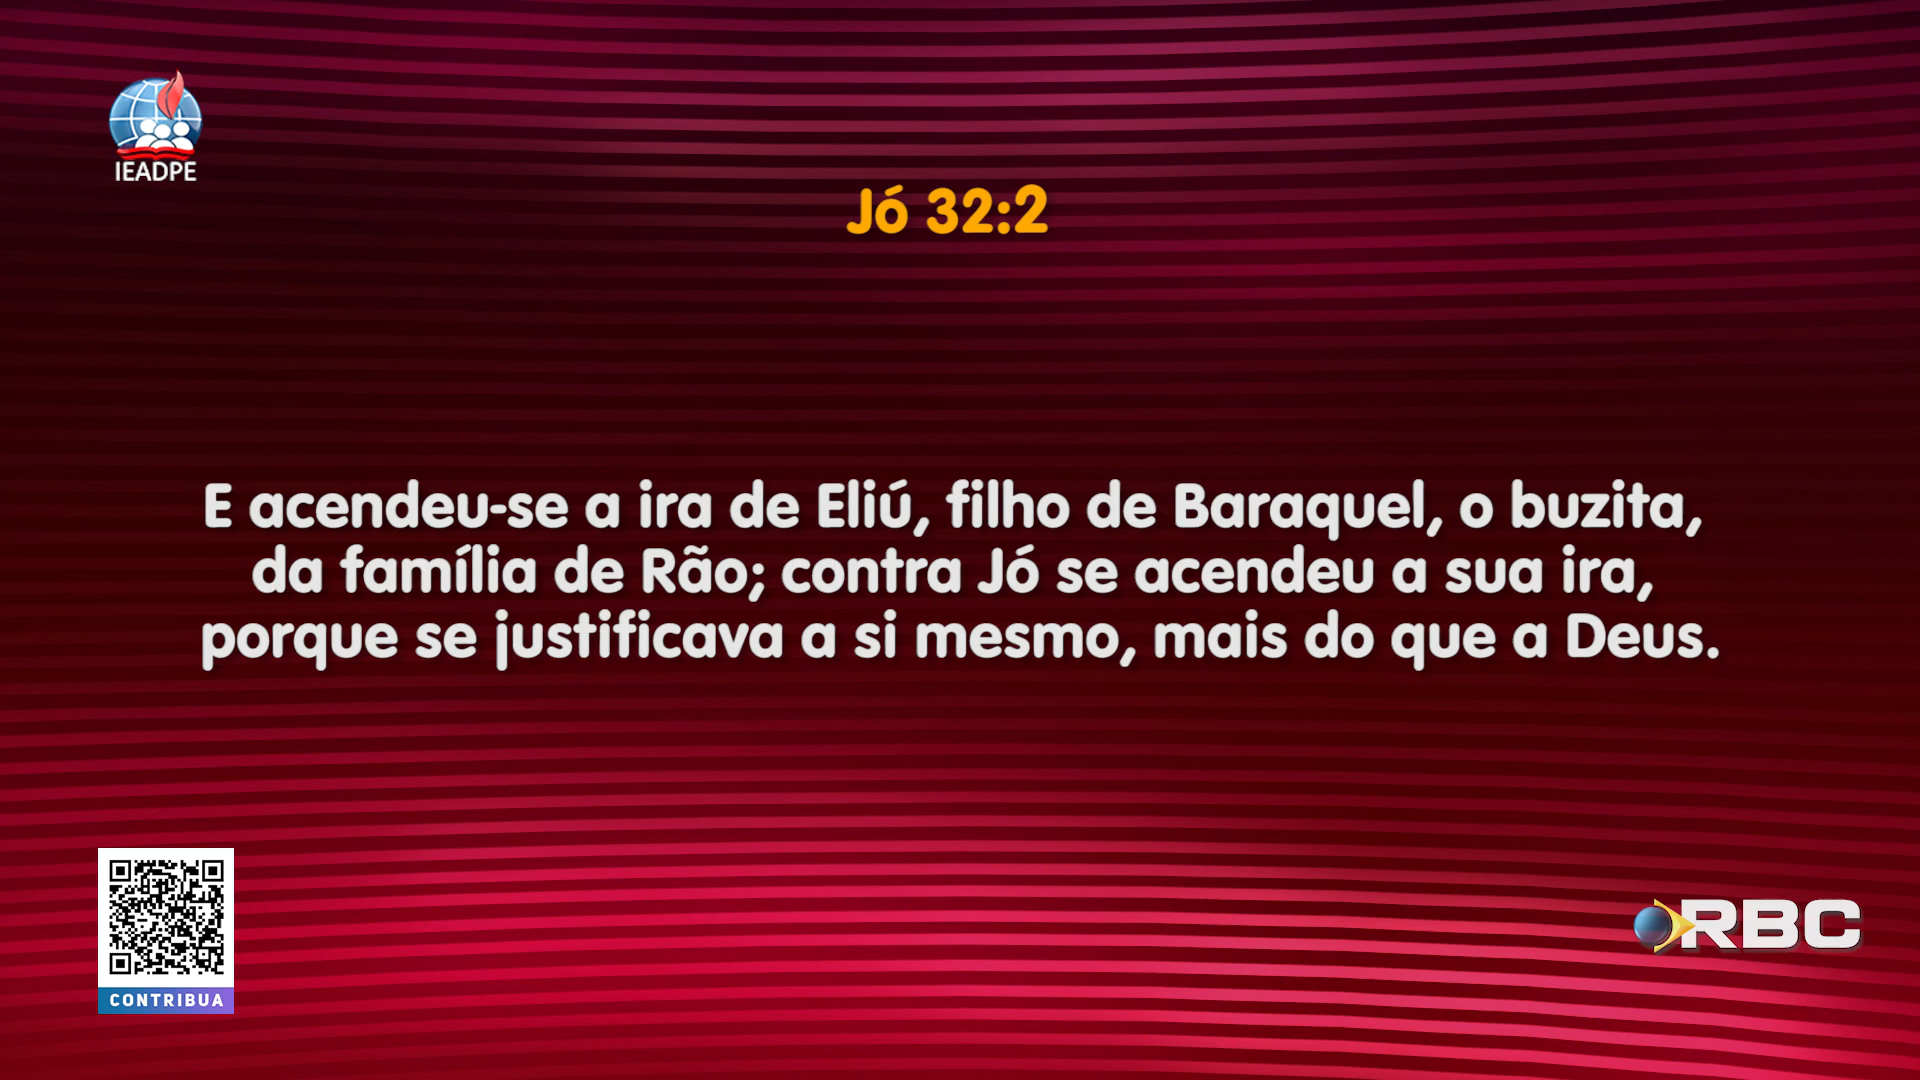 IEADPE
Jó 32:2
E acendeu-se a ira de Eliú, filho de Baraquel, o buzita,
da família de Rão; contra Jó se acendeu a sua ira,
porque se justificava a si mesmo, mais do que a Deus.
RBC
CONTRIBUA